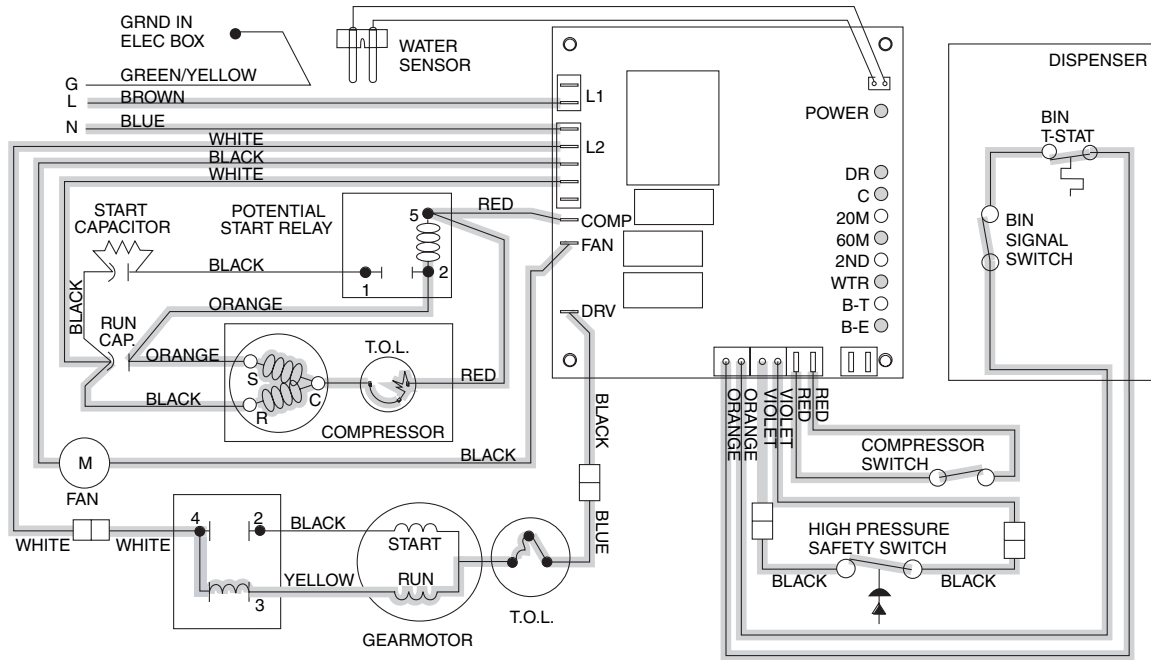 GRND IN
ELEC BOX
WATER
SENSOR
DISPENSER
G
GREEN/YELLOW
L
BROWN
L1
POWER
N
BLUE
WHITE
L2
BLACK
WHITE
BIN
T-STAT
DR
C
20M
60M
2ND
WTR
B-T
B-E
START
CAPACITOR
POTENTIAL
START RELAY
5
RED
COMP
FAN
BIN
SIGNAL
SWITCH
BLACK
1
2
ORANGE
DRV
BLACK
RUN
CAP.
ORANGE
S
R
C
T.O.L.
RED
BLACK
COMPRESSOR
BLACK
ORANGE
ORANGE
VIOLET
VIOLET
RED
RED
COMPRESSOR
SWITCH
M
FAN
BLACK
4
2
BLACK
START
BLUE
HIGH PRESSURE
SAFETY SWITCH
WHITE
WHITE
YELLOW
RUN
3
BLACK
BLACK
T.O.L.
GEARMOTOR